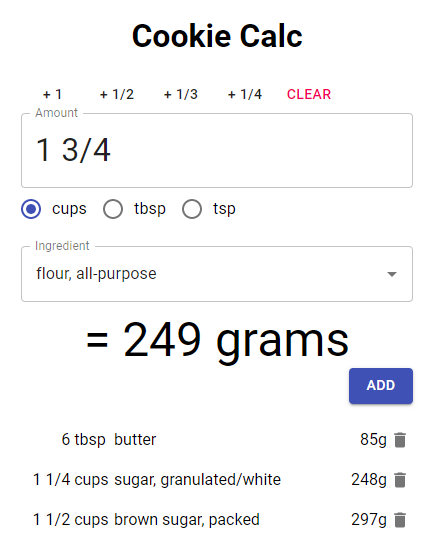 Cookie Calc
+ 1 + 1/2 + 1/3 + 1/4 CLEAR
Amount
1 3/4
cups tbsp tsp
Ingredient
flour, all-purpose
= 249 grams
ADD
6 tbsp butter 85g
1 1/4 cups sugar, granulated/white 248g
1 1/2 cups brown sugar, packed 297g